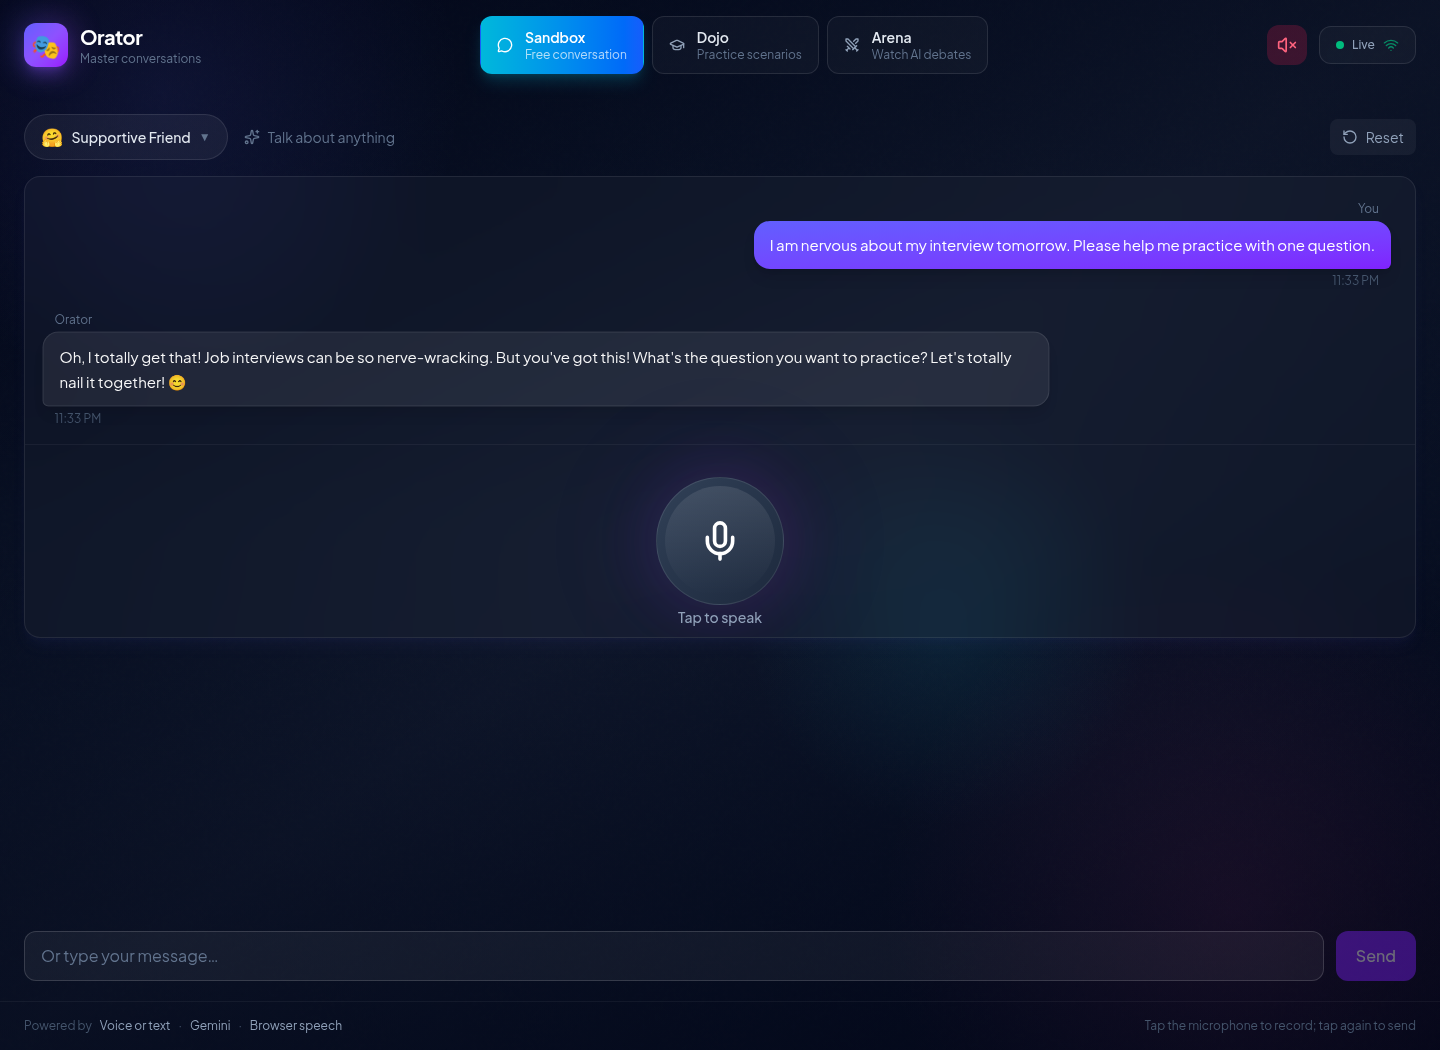 Orator
Master conversations
Sandbox
Free conversation
Dojo
Practice scenarios
Arena
Watch AI debates
Live
Supportive Friend
Talk about anything
Reset
You
I am nervous about my interview tomorrow. Please help me practice with one question.
11:33 PM
Orator
Oh, I totally get that! Job interviews can be so nerve-wracking. But you've got this! What's the question you want to practice? Let's totally
nail it together! 😊
11:33 PM
Tap to speak
Or type your message...
Send
Powered by Voice or text · Gemini · Browser speech
Tap the microphone to record; tap again to send